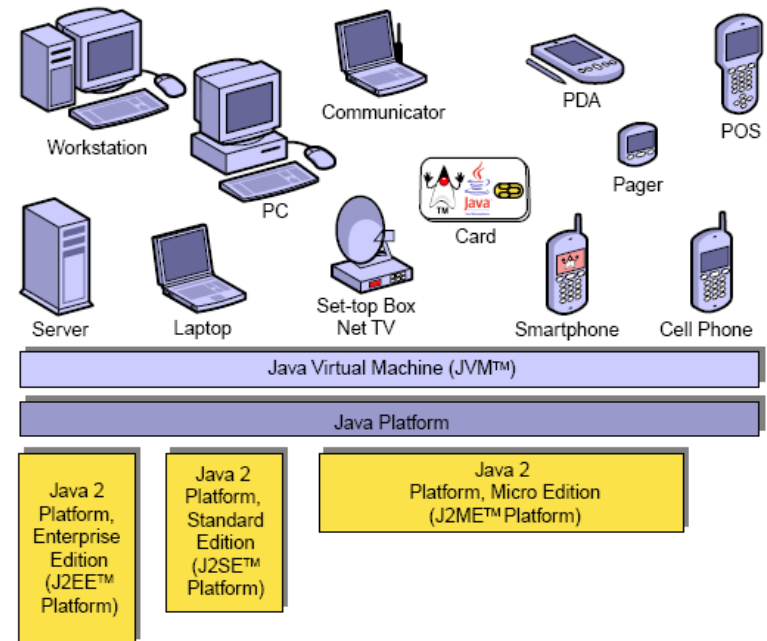 Workstation
PC
Communicator
PDA
POS
Pager
TM
Java
Card
Server
Laptop
Set-top Box
Net TV
Smartphone
Cell Phone
Java Virtual Machine (JVM™)
Java Platform
Java 2
Platform,
Enterprise
Edition
(J2EE™
Platform)
Java 2
Platform,
Standard
Edition
(J2SE™
Platform)
Java 2
Platform, Micro Edition
(J2ME™ Platform)